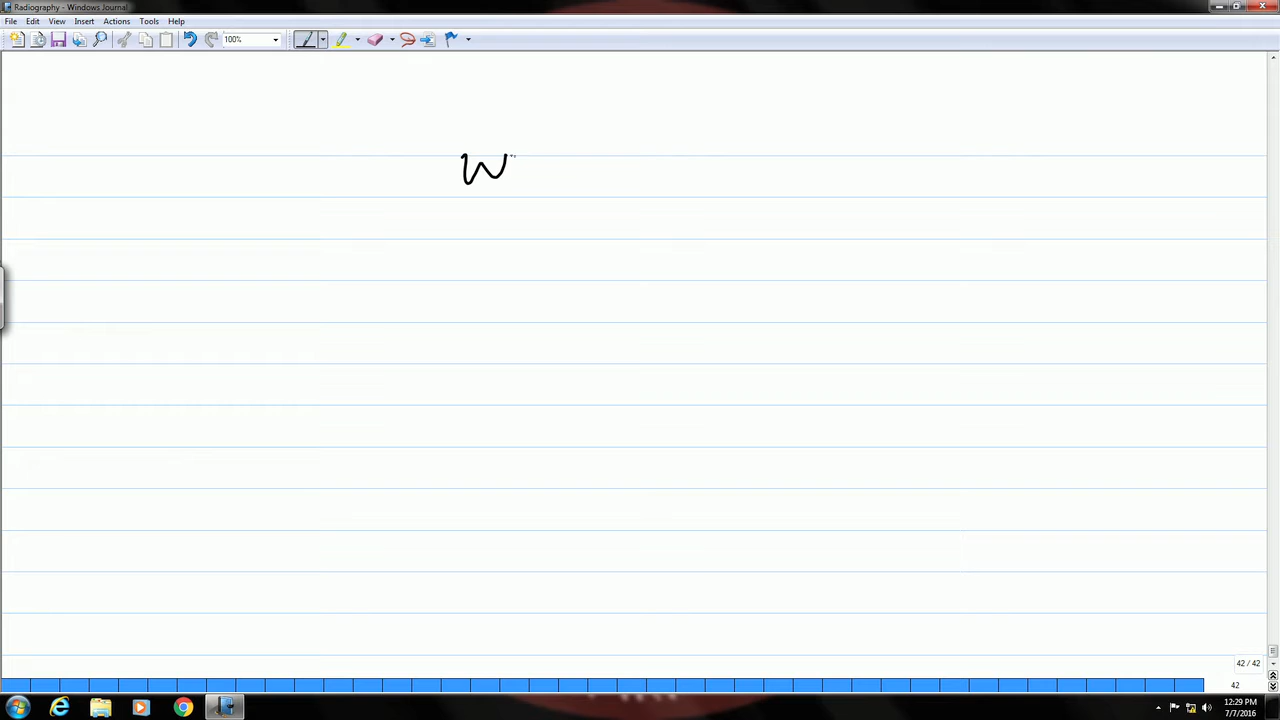 Radiography - Windows Journal
File Edit View Insert Actions Tools Help
100%
W
42 / 42
42
12:29 PM
7/7/2016